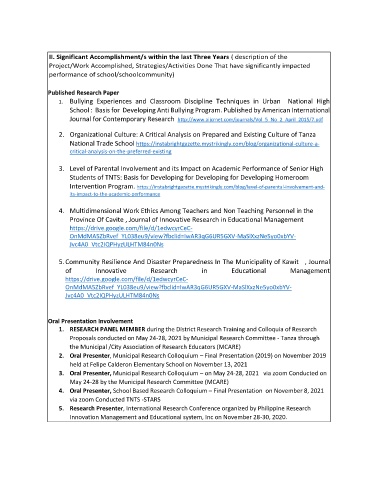 II. Significant Accomplishment/s within the last Three Years ( description of the
Project/Work Accomplished, Strategies/Activities Done That have significantly impacted
performance of school/schoolcommunity)
Published Research Paper
1. Bullying Experiences and Classroom Discipline Techniques in Urban National High
School : Basis for Developing Anti Bullying Program. Published by American International
Journal for Contemporary Research http://www.aijcrnet.com/journals/Vol_5_No_2_April_2015/7.pdf
2. Organizational Culture: A Critical Analysis on Prepared and Existing Culture of Tanza
National Trade School https://instabrightgazette.mystrikingly.com/blog/organizational-culture-a-
critical-analysis-on-the-preferred-existing
3. Level of Parental Involvement and its Impact on Academic Performance of Senior High
Students of TNTS: Basis for Developing for Developing Homeroom
Intervention Program. https://instabrightgazette.mystrikingly.com/blog/level-of-parental-involvement-and-
its-impact-to-the-academic-performance
4. Multidimensional Work Ethics Among Teachers and Non Teaching Personnel in the
Province Of Cavite , Journal of Innovative Research in Educational Management
https://drive.google.com/file/d/1edwcyrCeC-
OnMdMA5ZbRvef_YL038eu9/view?fbclid=IwAR3qG6UR5GXV-MaSlXxzNe5yo0xbYV-
Jvc4A0_Vtc2IQPHyzULHTM84n0Ns
5. Community Resilience And Disaster Preparedness In The Municipality of Kawit , Journal
of Innovative Research in Educational Management
https://drive.google.com/file/d/1edwcyrCeC-
OnMdMA5ZbRvef_YL038eu9/view?fbclid=IwAR3qG6UR5GXV-MaSlXxzNe5yo0xbYV-
Jvc4A0_Vtc2IQPHyzULHTM84n0Ns
Oral Presentation Involvement
1. RESEARCH PANEL MEMBER during the District Research Training and Colloquia of Research
Proposals conducted on May 24-28, 2021 by Municipal Research Committee - Tanza through
the Municipal /City Association of Research Educators (MCARE)
2. Oral Presenter, Municipal Research Colloquium – Final Presentation (2019) on November 2019
held at Felipe Calderon Elementary School on November 13, 2021
3. Oral Presenter, Municipal Research Colloquium – on May 24-28, 2021 via zoom Conducted on
May 24-28 by the Municipal Research Committee (MCARE)
4. Oral Presenter, School Based Research Colloquium – Final Presentation on November 8, 2021
via zoom Conducted TNTS -STARS
5. Research Presenter, International Research Conference organized by Philippine Research
Innovation Management and Educational system, Inc on November 28-30, 2020.